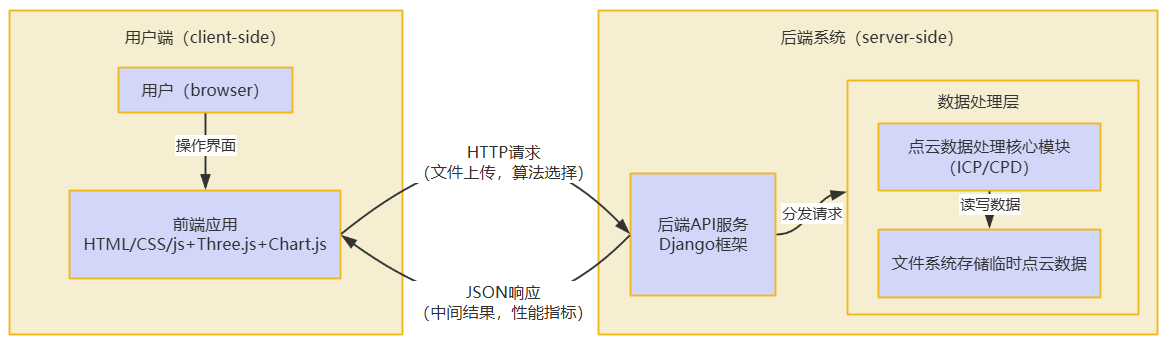 用户端（client-side）
用户（browser）
操作界面
前端应用
HTML/CSS/js+Three.js+Chart.js
HTTP请求
（文件上传，算法选择）
JSON响应
（中间结果，性能指标）
后端系统（server-side）
后端API服务
Django框架
分发请求
数据处理层
点云数据处理核心模块
（ICP/CPD）
读写数据
文件系统存储临时点云数据